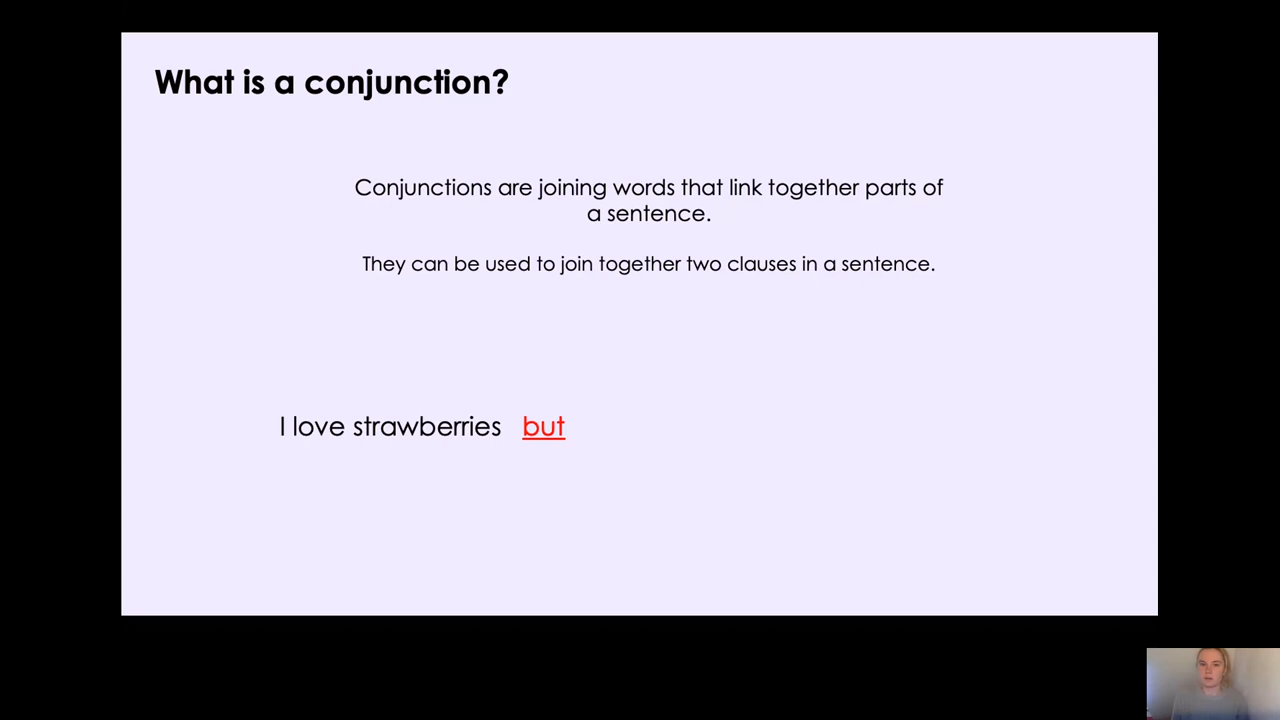 What is a conjunction?
Conjunctions are joining words that link together parts of
a sentence.
They can be used to join together two clauses in a sentence.
I love strawberries but